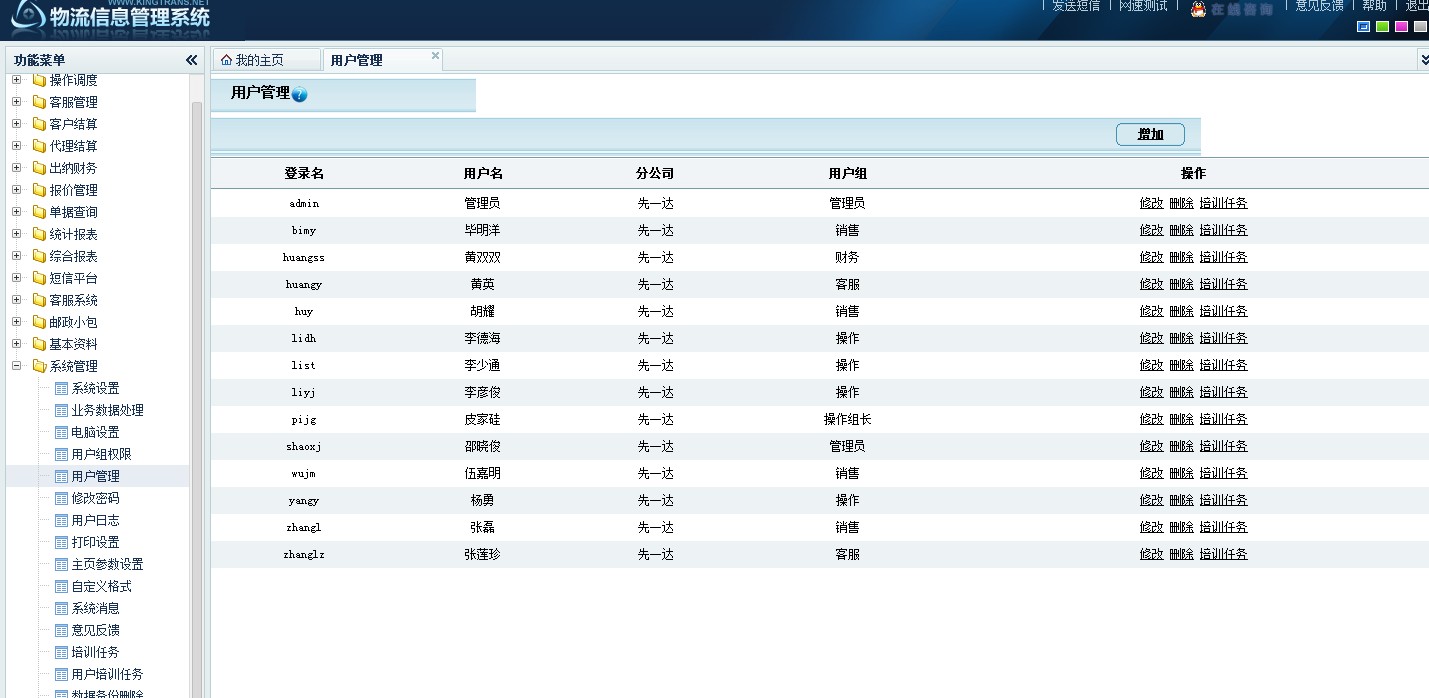 WWW.KINGTRANS.NET
物流信息管理系统
发送短信 网速测试 在线咨询 意见反馈 帮助 退出
功能菜单
操作调度
客服管理
客户结算
代理结算
出纳财务
报价管理
单据查询
统计报表
综合报表
短信平台
客服系统
邮政小包
基本资料
系统管理
系统设置
业务数据处理
电脑设置
用户组权限
用户管理
修改密码
用户日志
打印设置
主页参数设置
自定义格式
系统消息
意见反馈
培训任务
用户培训任务
数据备份删除
我的主页 用户管理
用户管理
增加
登录名 用户名 分公司 用户组 操作
admin 管理员 先一达 管理员 修改 删除 培训任务
bimy 毕明洋 先一达 销售 修改 删除 培训任务
huangss 黄双双 先一达 财务 修改 删除 培训任务
huangy 黄英 先一达 客服 修改 删除 培训任务
huy 胡耀 先一达 销售 修改 删除 培训任务
lidh 李德海 先一达 操作 修改 删除 培训任务
list 李少通 先一达 操作 修改 删除 培训任务
liyj 李彦俊 先一达 操作 修改 删除 培训任务
pijg 皮家硅 先一达 操作组长 修改 删除 培训任务
shaoxj 邵晓俊 先一达 管理员 修改 删除 培训任务
wujm 伍嘉明 先一达 销售 修改 删除 培训任务
yangy 杨勇 先一达 操作 修改 删除 培训任务
zhangl 张磊 先一达 销售 修改 删除 培训任务
zhanglz 张莲珍 先一达 客服 修改 删除 培训任务